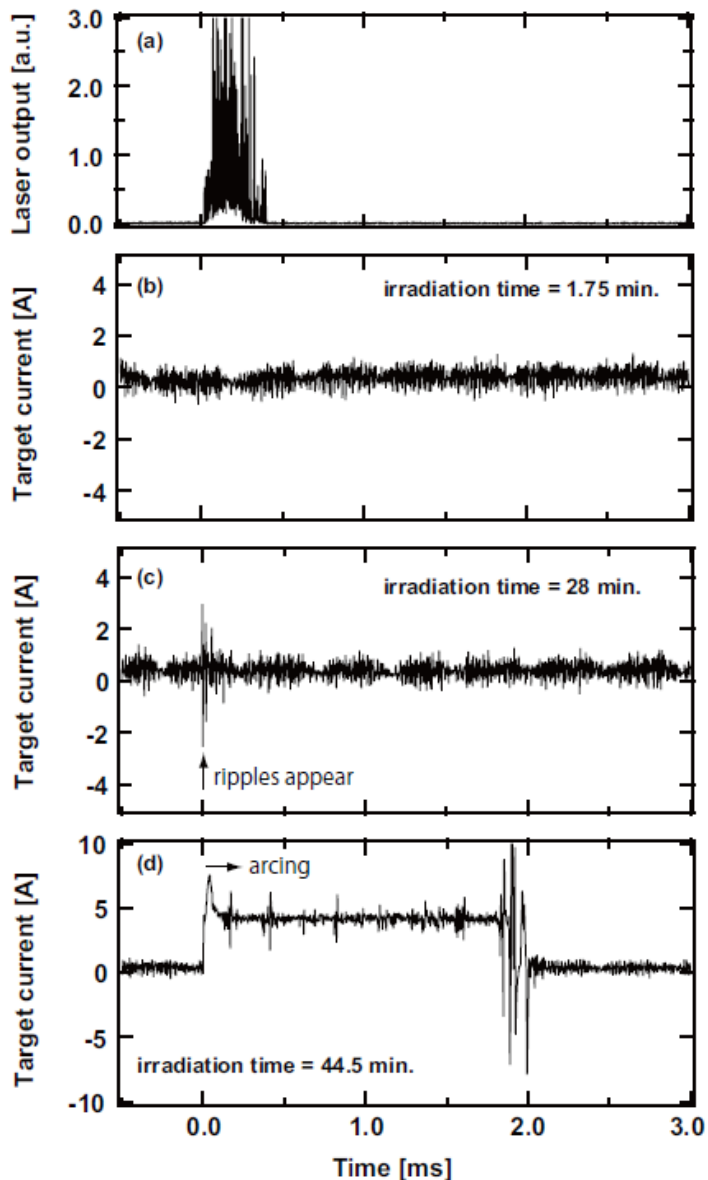 3.0
(a)
2.0
1.0
0.0
Laser output [a.u.]
4
(b)
irradiation time = 1.75 min.
2
0
-2
-4
Target current [A]
4
(c)
irradiation time = 28 min.
2
0
-2
ripples appear
-4
Target current [A]
10
(d)
arcing
5
0
-5
irradiation time = 44.5 min.
-10
Target current [A]
0.0 1.0 2.0 3.0
Time [ms]